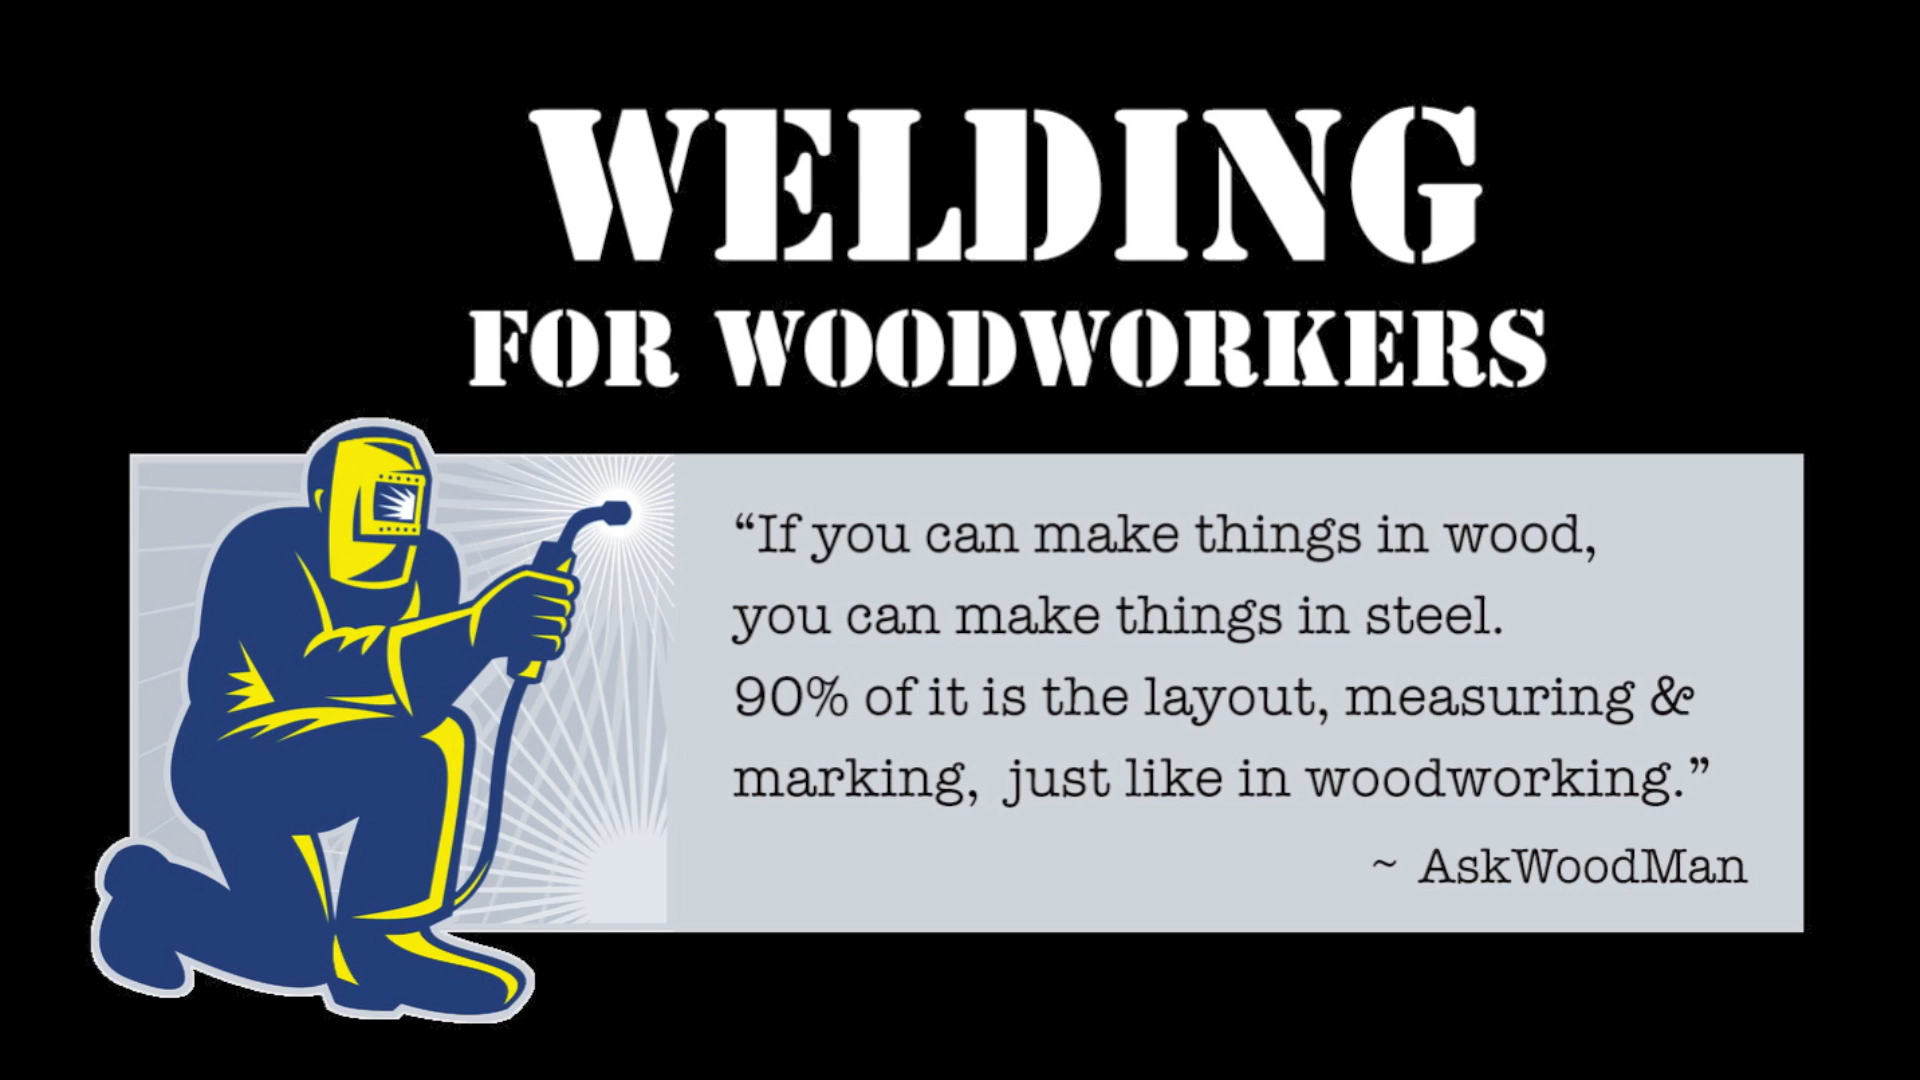 WELDING
FOR WOODWORKERS
“If you can make things in wood,
you can make things in steel.
90% of it is the layout, measuring &
marking, just like in woodworking.”
~ AskWoodMan